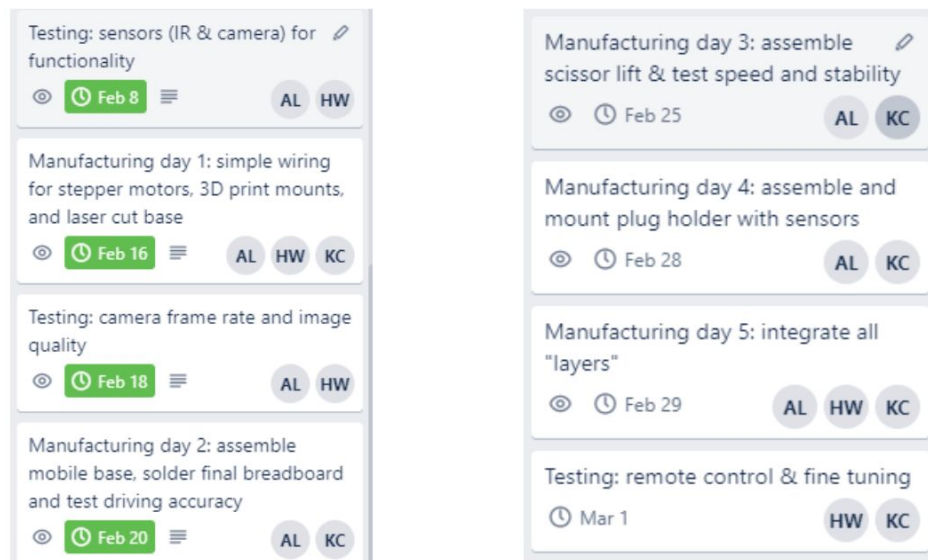 Testing: sensors (IR & camera) for
functionality
Feb 8
AL HW
Manufacturing day 1: simple wiring
for stepper motors, 3D print mounts,
and laser cut base
Feb 16
AL HW KC
Testing: camera frame rate and image
quality
Feb 18
AL HW
Manufacturing day 2: assemble
mobile base, solder final breadboard
and test driving accuracy
Feb 20
AL KC
Manufacturing day 3: assemble
scissor lift & test speed and stability
Feb 25
AL KC
Manufacturing day 4: assemble and
mount plug holder with sensors
Feb 28
AL KC
Manufacturing day 5: integrate all
"layers"
Feb 29
AL HW KC
Testing: remote control & fine tuning
Mar 1
HW KC